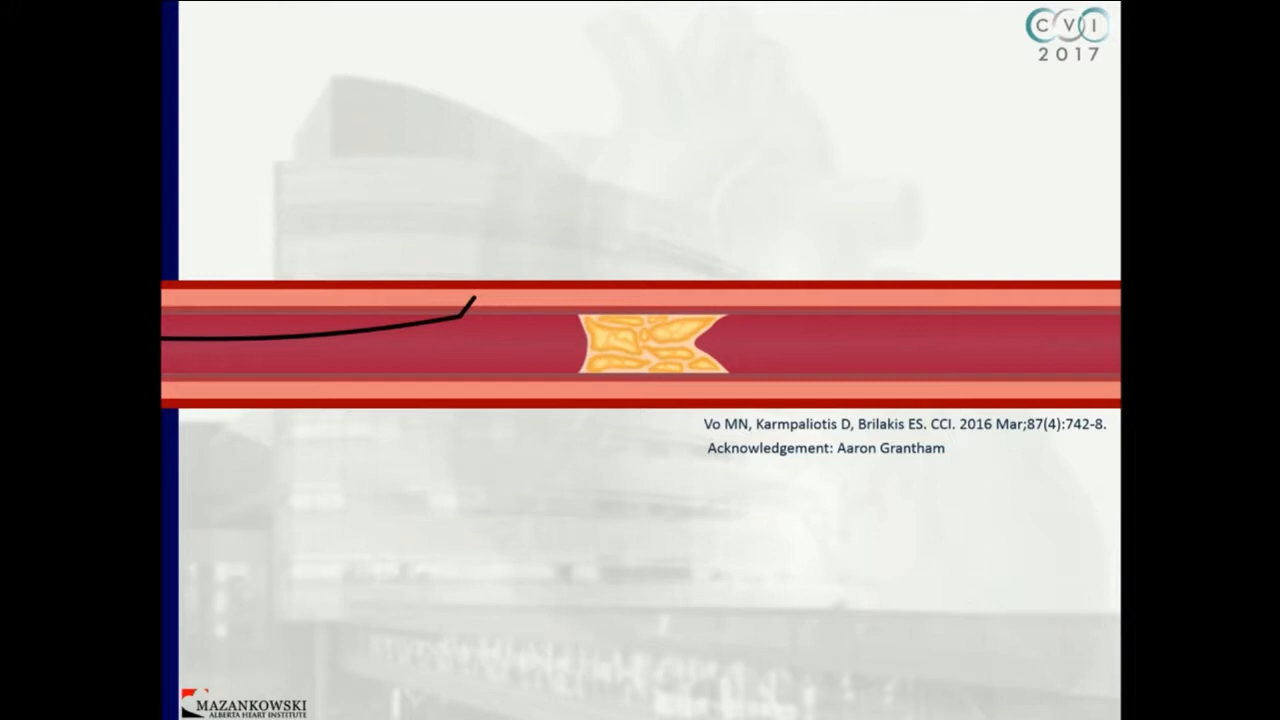 CVI
2017
Vo MN, Karmpaliotis D, Brilakis ES. CCI. 2016 Mar;87(4):742-8.
Acknowledgement: Aaron Grantham
MAZANKOWSKI
ALBERTA HEART INSTITUTE